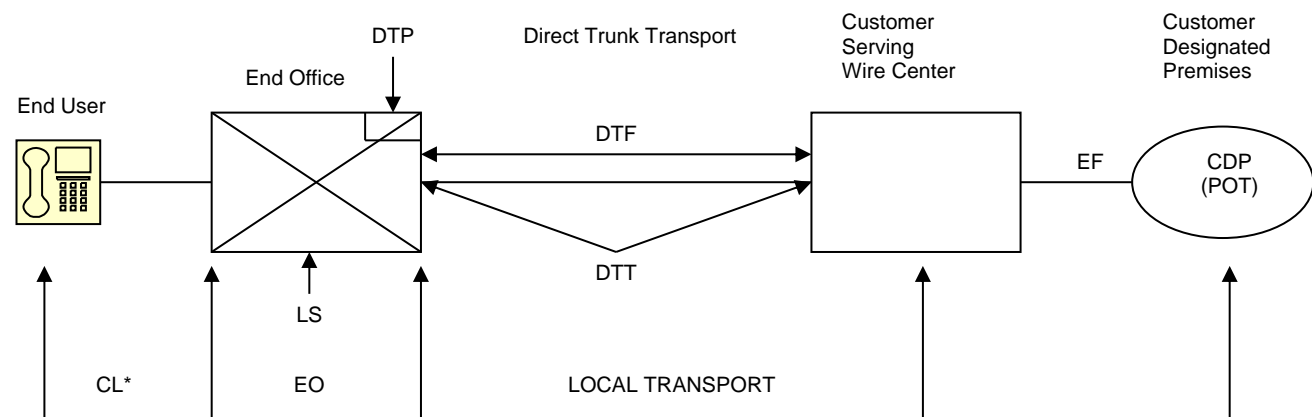 DTP
Direct Trunk Transport
Customer
Serving
Wire Center
Customer
Designated
Premises
End Office
End User
DTF
EF
CDP
(POT)
DTT
LS
CL*
EO
LOCAL TRANSPORT